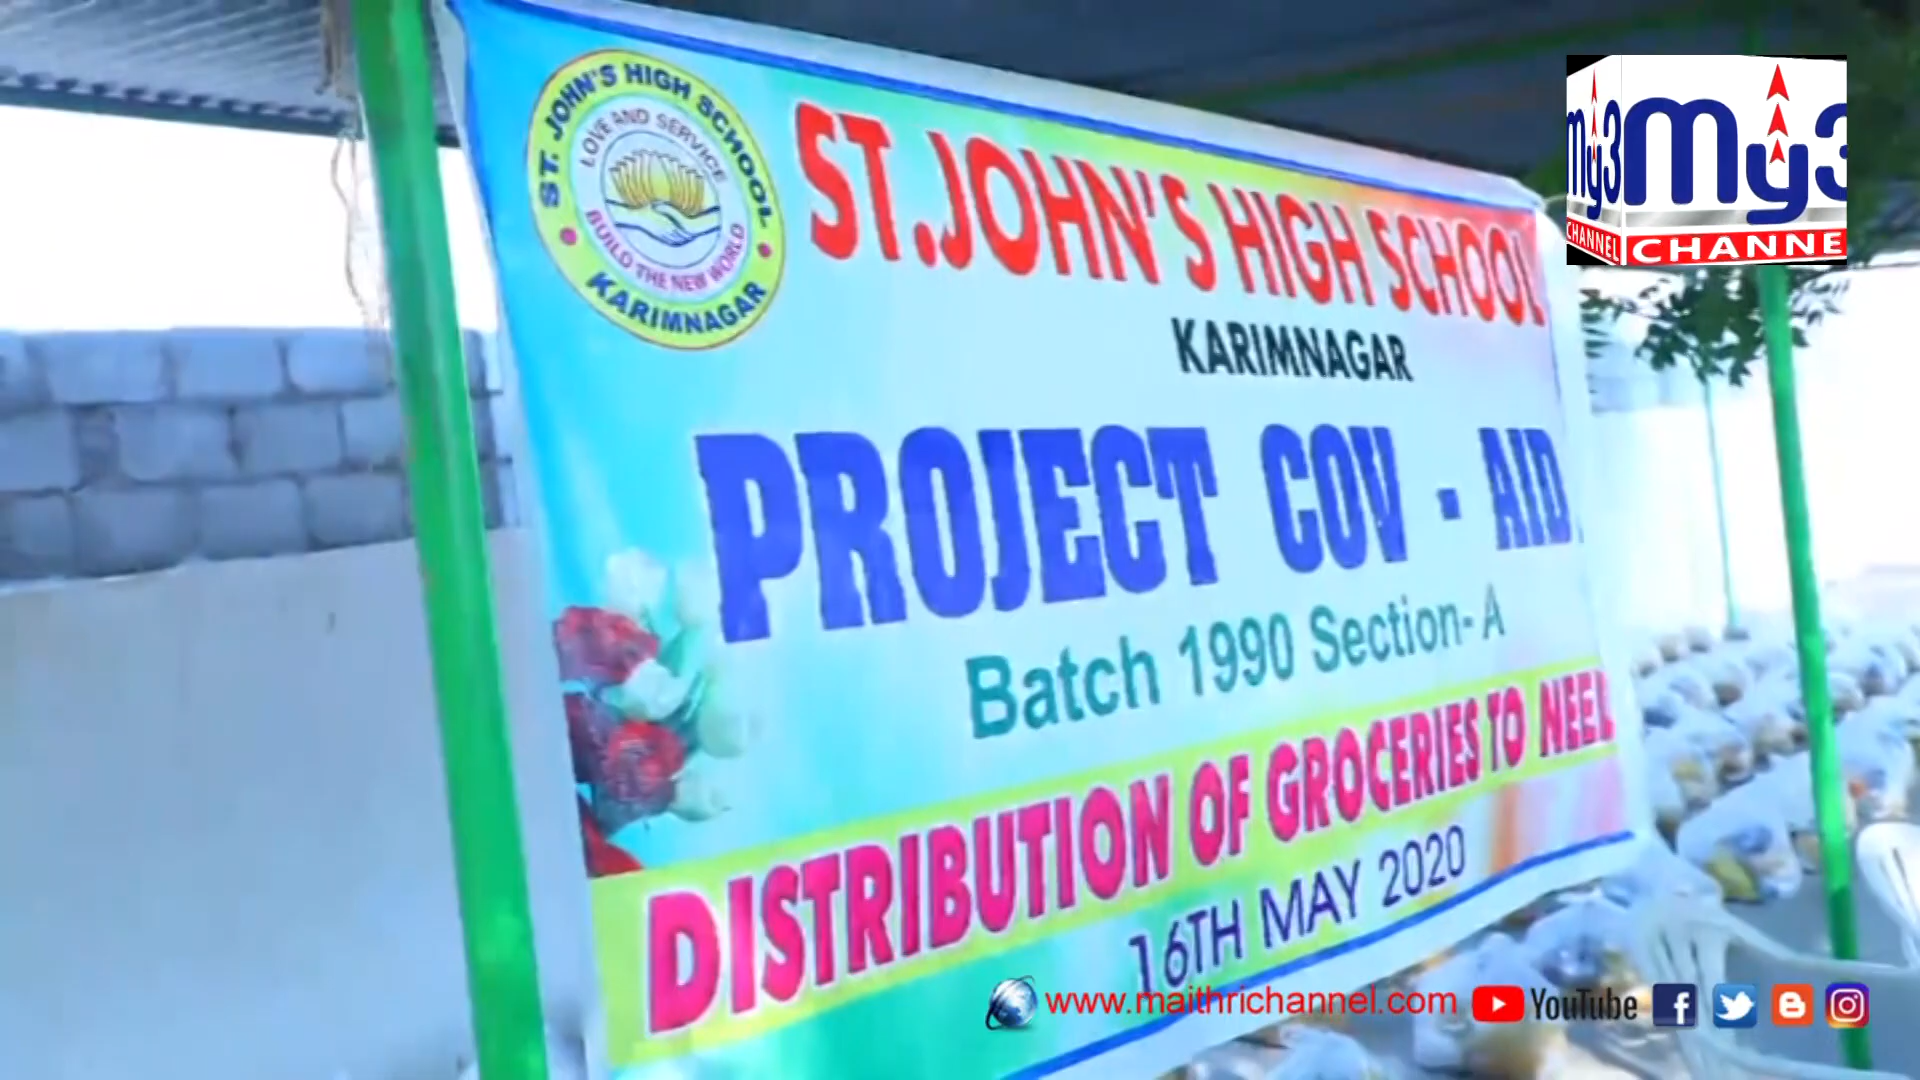 ST. JOHN'S HIGH SCHOOL
LOVE AND SERVICE
BUILD THE NEW WORLD
KARIMNAGAR
ST.JOHN'S HIGH SCHOOL
KARIMNAGAR
PROJECT COV - AID
Batch 1990 Section- A
DISTRIBUTION OF GROCERIES TO
16TH MAY 2020
my3 my3
CHANNEL CHANNE
www.maithrichannel.com YouTube